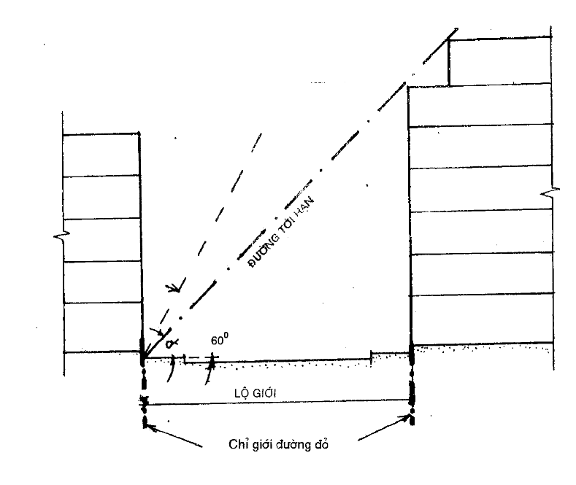 ĐƯỜNG TỚI HẠN
α
60⁰
LỘ GIỚI
Chỉ giới đường đỏ